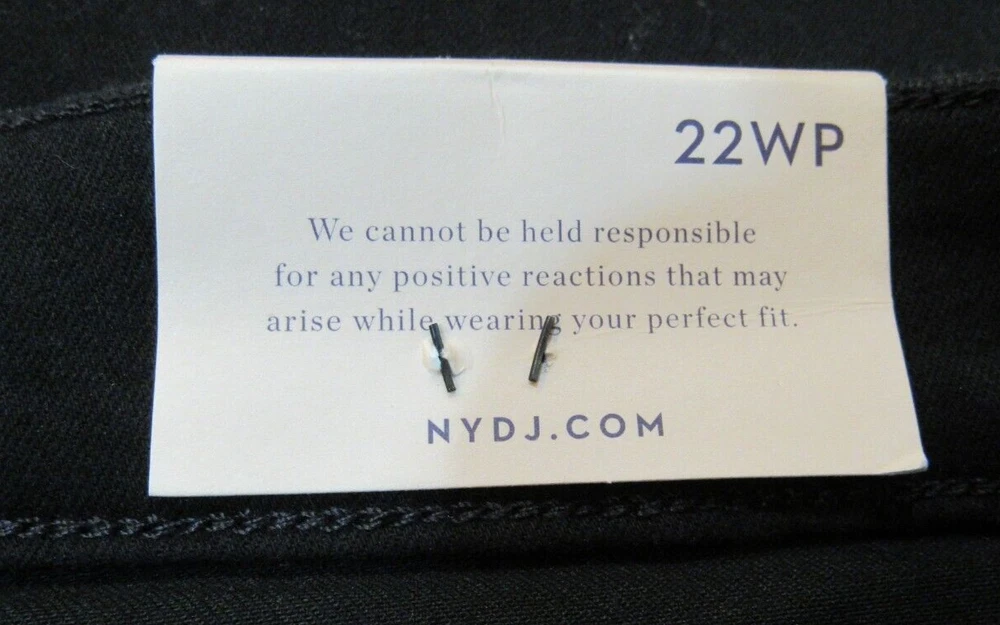 22WP
We cannot be held responsible
for any positive reactions that may
arise while wearing your perfect fit.
NYDJ.COM